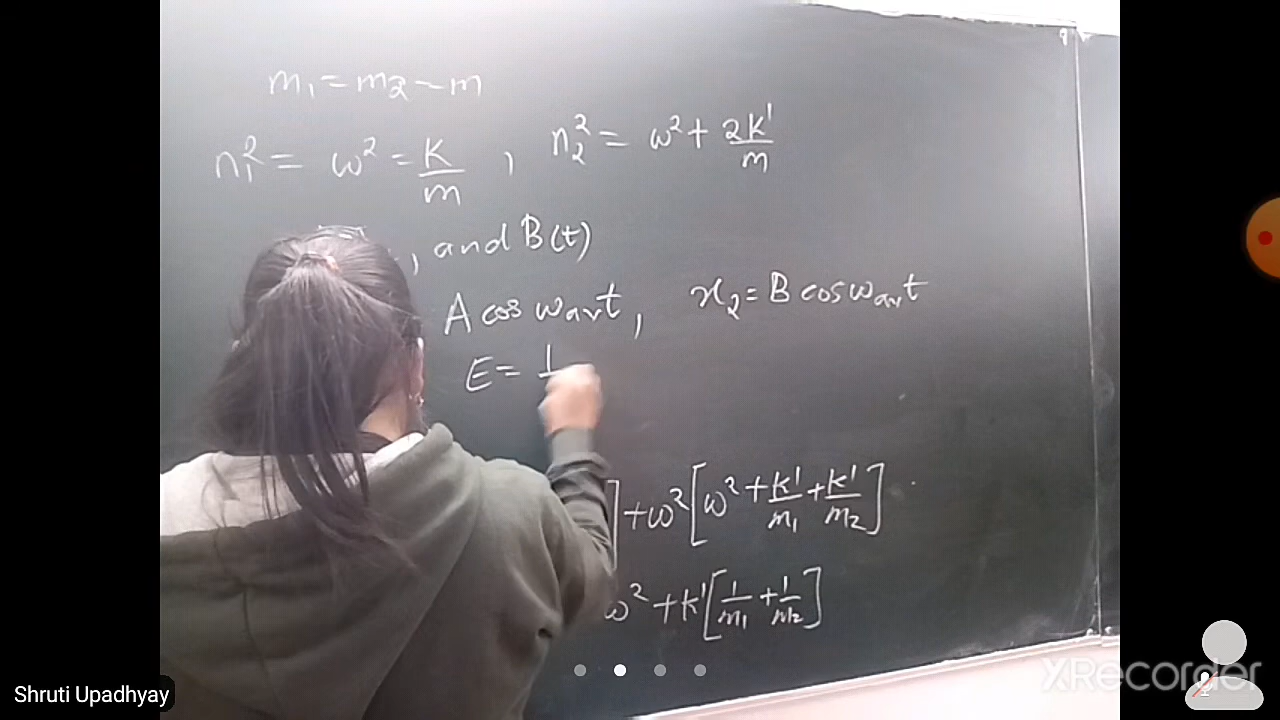 m₁ = m₂ – m
n₁² = ω² = K/m , n₂² = ω² + 2K'/m
, and B(t)
A cos ωₐᵥt, x₂ = B cos ωₐᵥt
E = 1
] + ω² [ω² + K'/m₁ + K'/m₂]
ω² + K' [1/m₁ + 1/m₂]
Shruti Upadhyay
XRecorder